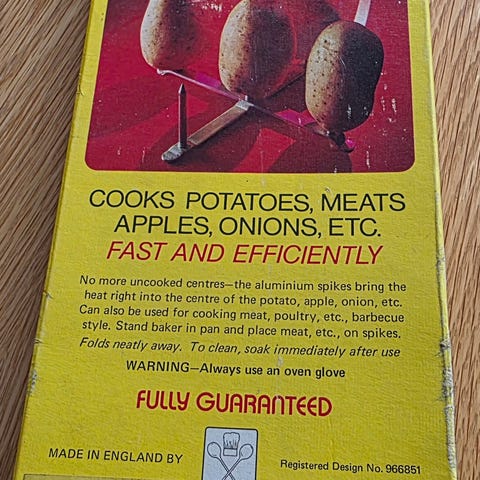 COOKS POTATOES, MEATS
APPLES, ONIONS, ETC.
FAST AND EFFICIENTLY
No more uncooked centres—the aluminium spikes bring the
heat right into the centre of the potato, apple, onion, etc.
Can also be used for cooking meat, poultry, etc., barbecue
style. Stand baker in pan and place meat, etc., on spikes.
Folds neatly away. To clean, soak immediately after use
WARNING—Always use an oven glove
FULLY GUARANTEED
MADE IN ENGLAND BY
Registered Design No. 966851